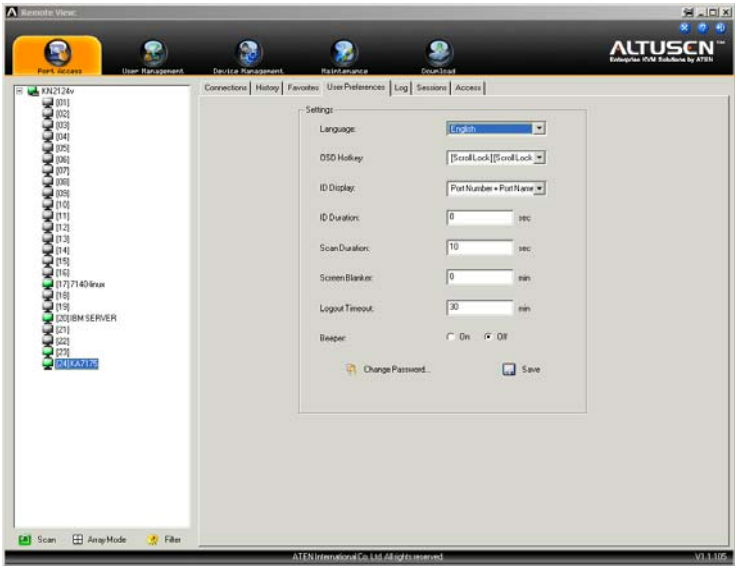 Remote View
Port Access User Management Device Management Maintenance Download
ALTUSEN™
Enterprise KVM Solutions by ATEN
KN2124v
[01]
[02]
[03]
[04]
[05]
[06]
[07]
[08]
[09]
[10]
[11]
[12]
[13]
[14]
[15]
[16]
[17]7140-linux
[18]
[19]
[20]IBM SERVER
[21]
[22]
[23]
[24]KA7175
Scan Array Mode Filter
Connections History Favorites User Preferences Log Sessions Access
Settings
Language: English
OSD Hotkey: [Scroll Lock][Scroll Lock
ID Display: Port Number + Port Name
ID Duration: 0 sec
Scan Duration: 10 sec
Screen Blanker: 0 min
Logout Timeout: 30 min
Beeper: On Off
Change Password... Save
ATEN International Co. Ltd. All rights reserved.
V1.1.105